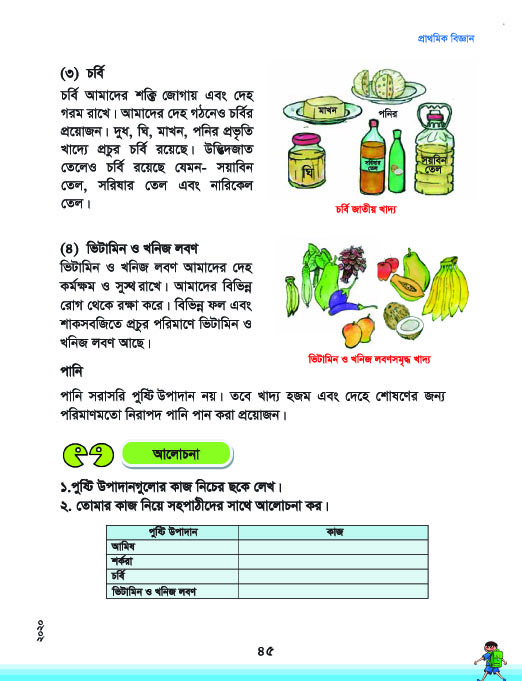 প্রাথমিক বিজ্ঞান
(৩) চর্বি
চর্বি আমাদের শক্তি জোগায় এবং দেহ
গরম রাখে। আমাদের দেহ গঠনেও চর্বির
প্রয়োজন। দুধ, ঘি, মাখন, পনির প্রভৃতি
খাদ্যে প্রচুর চর্বি রয়েছে। উদ্ভিদজাত
তেলেও চর্বি রয়েছে যেমন- সয়াবিন
তেল, সরিষার তেল এবং নারিকেল
তেল।
মাখন
পনির
ঘি
সরিষার
তেল
সয়াবিন
তেল
চর্বি জাতীয় খাদ্য
(৪) ভিটামিন ও খনিজ লবণ
ভিটামিন ও খনিজ লবণ আমাদের দেহ
কর্মক্ষম ও সুস্থ রাখে। আমাদের বিভিন্ন
রোগ থেকে রক্ষা করে। বিভিন্ন ফল এবং
শাকসবজিতে প্রচুর পরিমাণে ভিটামিন ও
খনিজ লবণ আছে।
ভিটামিন ও খনিজ লবণসমৃদ্ধ খাদ্য
পানি
পানি সরাসরি পুষ্টি উপাদান নয়। তবে খাদ্য হজম এবং দেহে শোষণের জন্য
পরিমাণমতো নিরাপদ পানি পান করা প্রয়োজন।
আলোচনা
১.পুষ্টি উপাদানগুলোর কাজ নিচের ছকে লেখ।
২. তোমার কাজ নিয়ে সহপাঠীদের সাথে আলোচনা কর।
পুষ্টি উপাদান কাজ
আমিষ
শর্করা
চর্বি
ভিটামিন ও খনিজ লবণ
২০২০
৪৫